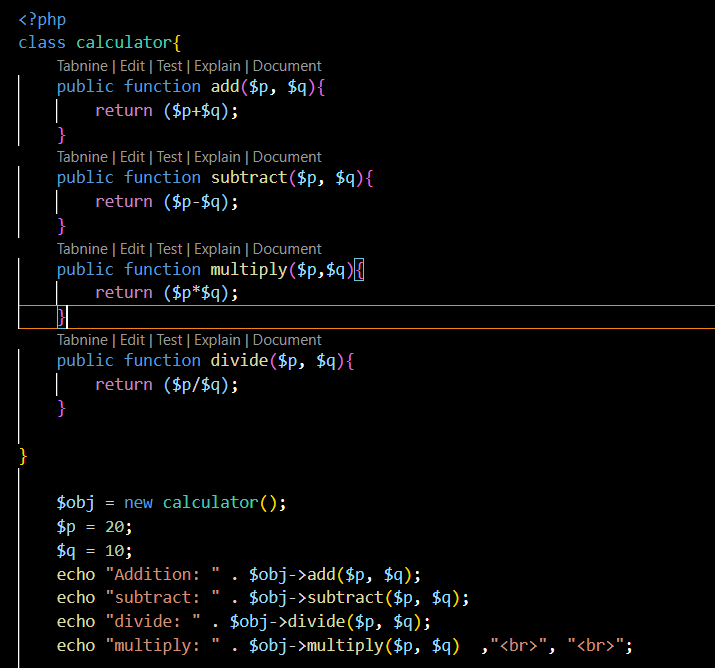 <?php
class calculator{
Tabnine | Edit | Test | Explain | Document
public function add($p, $q){
return ($p+$q);
}
Tabnine | Edit | Test | Explain | Document
public function subtract($p, $q){
return ($p-$q);
}
Tabnine | Edit | Test | Explain | Document
public function multiply($p,$q){
return ($p*$q);
}
Tabnine | Edit | Test | Explain | Document
public function divide($p, $q){
return ($p/$q);
}
}
$obj = new calculator();
$p = 20;
$q = 10;
echo "Addition: " . $obj->add($p, $q);
echo "subtract: " . $obj->subtract($p, $q);
echo "divide: " . $obj->divide($p, $q);
echo "multiply: " . $obj->multiply($p, $q)  ,"<br>", "<br>";